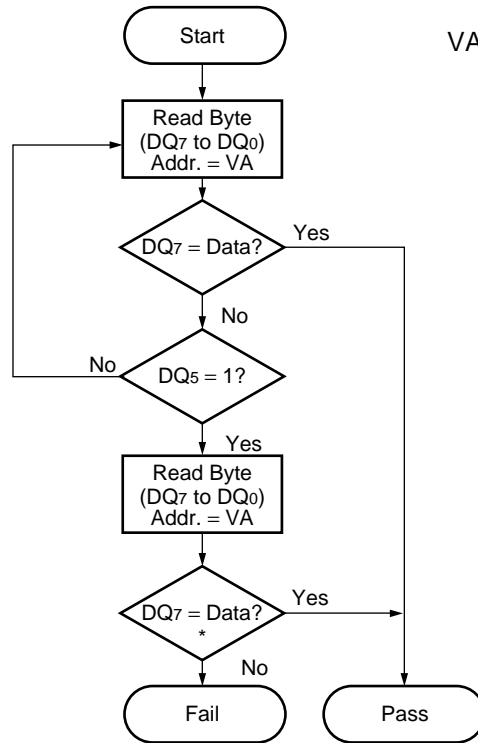 Start
VA
Read Byte
(DQ7 to DQ0)
Addr. = VA
DQ7 = Data?
Yes
No
No
DQ5 = 1?
Yes
Read Byte
(DQ7 to DQ0)
Addr. = VA
DQ7 = Data?
*
Yes
No
Fail
Pass